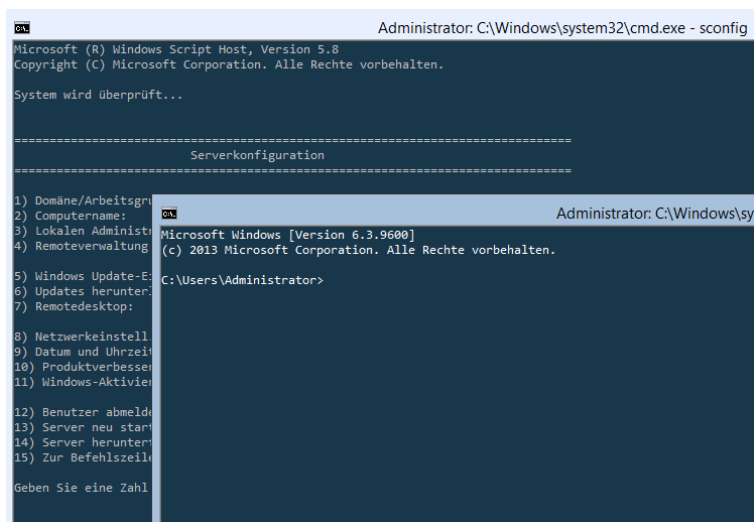 Administrator: C:\Windows\system32\cmd.exe - sconfig
Microsoft (R) Windows Script Host, Version 5.8
Copyright (C) Microsoft Corporation. Alle Rechte vorbehalten.
System wird überprüft...
===============================================================================
Serverkonfiguration
===============================================================================
1) Domäne/Arbeitsgru
2) Computername:
3) Lokalen Administr
4) Remoteverwaltung
5) Windows Update-Ei
6) Updates herunterl
7) Remotedesktop:
8) Netzwerkeinstell
9) Datum und Uhrzeit
10) Produktverbesser
11) Windows-Aktivier
12) Benutzer abmelde
13) Server neu start
14) Server herunterf
15) Zur Befehlszeile
Geben Sie eine Zahl
Administrator: C:\Windows\sy
Microsoft Windows [Version 6.3.9600]
(c) 2013 Microsoft Corporation. Alle Rechte vorbehalten.
C:\Users\Administrator>